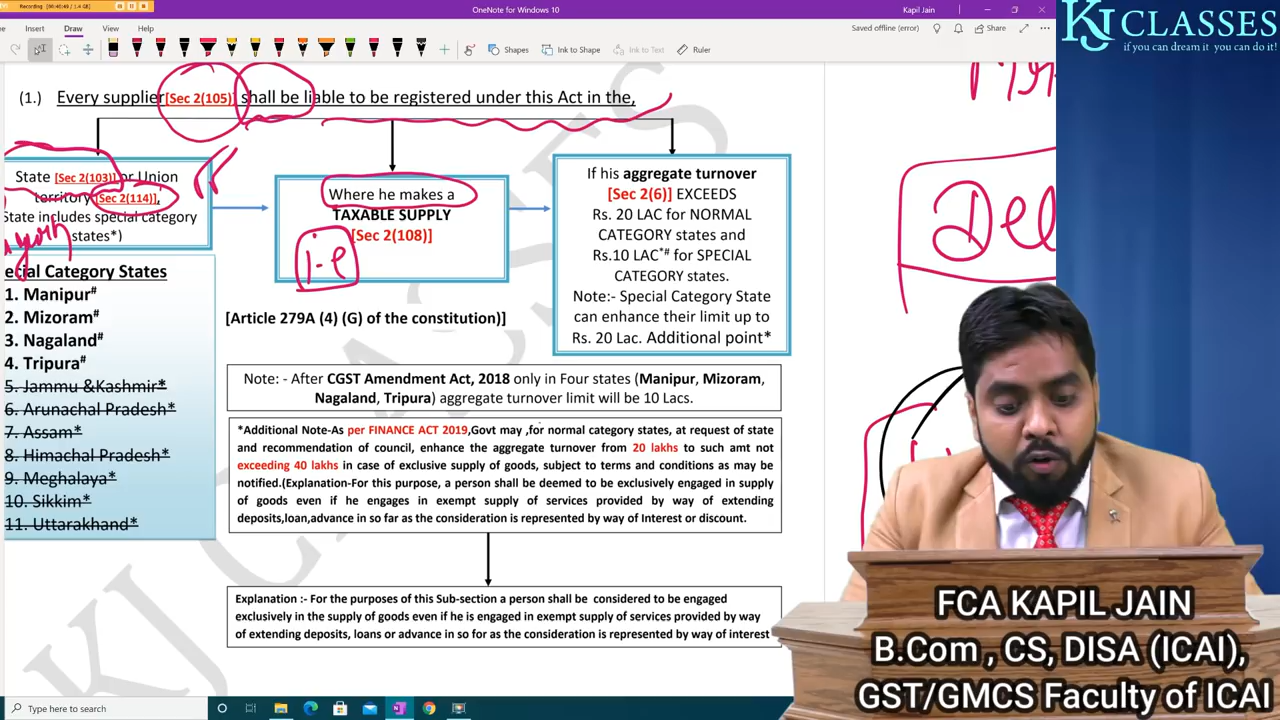 Recording [00:40:49 / 1.4 GB]
OneNote for Windows 10
Kapil Jain
Insert Draw View Help
Saved offline (error)
Share
Shapes
Ink to Shape
Ink to Text
Ruler
KJ CLASSES
if you can dream it you can do it!
(1.) Every supplier[Sec 2(105)] shall be liable to be registered under this Act in the,
State [Sec 2(103)] or Union
territory [Sec 2(114)],
State includes special category
states*)
Where he makes a
TAXABLE SUPPLY
[Sec 2(108)]
i-e
If his aggregate turnover
[Sec 2(6)] EXCEEDS
Rs. 20 LAC for NORMAL
CATEGORY states and
Rs.10 LAC*# for SPECIAL
CATEGORY states.
Note:- Special Category State
can enhance their limit up to
Rs. 20 Lac. Additional point*
Del
ecial Category States
1. Manipur#
2. Mizoram#
3. Nagaland#
4. Tripura#
5. Jammu &Kashmir*
6. Arunachal Pradesh*
7. Assam*
8. Himachal Pradesh*
9. Meghalaya*
10. Sikkim*
11. Uttarakhand*
[Article 279A (4) (G) of the constitution)]
Note: - After CGST Amendment Act, 2018 only in Four states (Manipur, Mizoram,
Nagaland, Tripura) aggregate turnover limit will be 10 Lacs.
*Additional Note-As per FINANCE ACT 2019,Govt may ,for normal category states, at request of state
and recommendation of council, enhance the aggregate turnover from 20 lakhs to such amt not
exceeding 40 lakhs in case of exclusive supply of goods, subject to terms and conditions as may be
notified.(Explanation-For this purpose, a person shall be deemed to be exclusively engaged in supply
of goods even if he engages in exempt supply of services provided by way of extending
deposits,loan,advance in so far as the consideration is represented by way of Interest or discount.
Explanation :- For the purposes of this Sub-section a person shall be considered to be engaged
exclusively in the supply of goods even if he is engaged in exempt supply of services provided by way
of extending deposits, loans or advance in so for as the consideration is represented by way of interest
KJ CLASSES
FCA KAPIL JAIN
B.Com , CS, DISA (ICAI),
GST/GMCS Faculty of ICAI
Type here to search